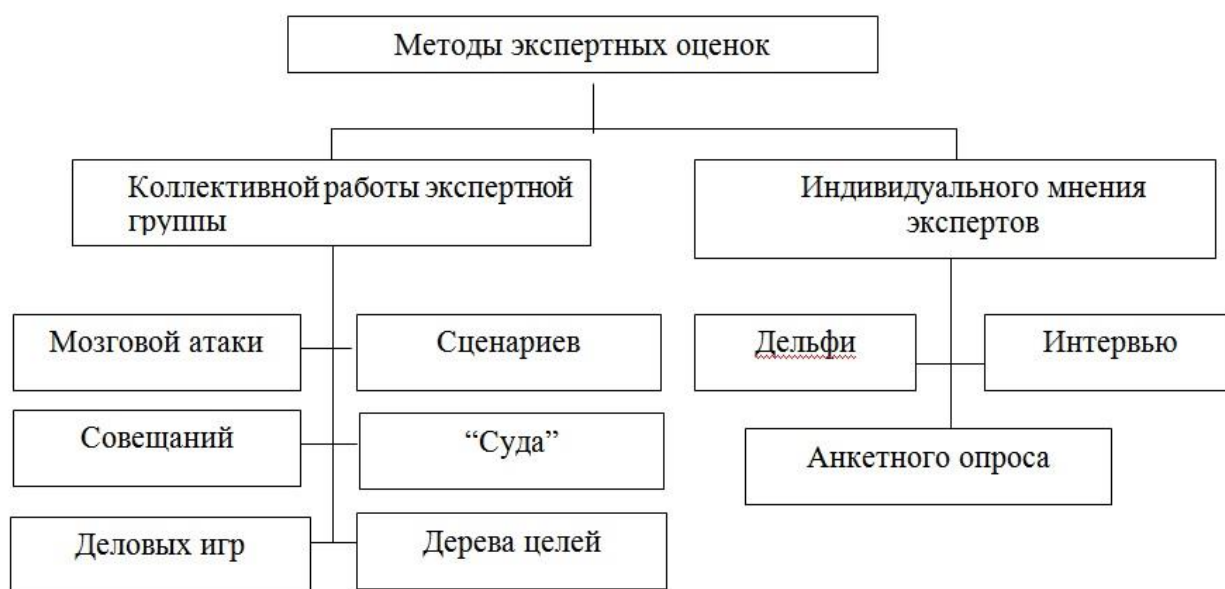 Методы экспертных оценок
Коллективной работы экспертной
группы
Индивидуального мнения
экспертов
Мозговой атаки
Сценариев
Дельфи
Интервью
Совещаний
“Суда”
Анкетного опроса
Деловых игр
Дерева целей